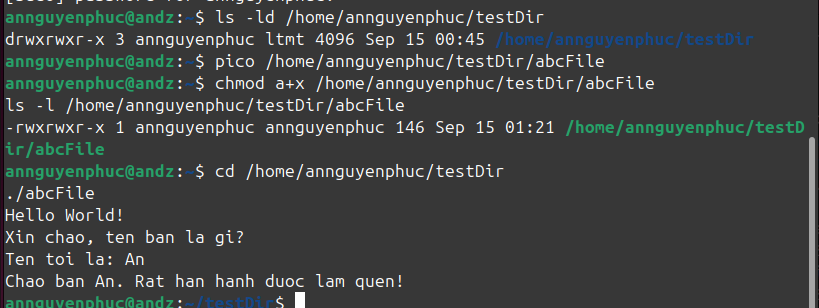 annguyenphuc@andz:~$ ls -ld /home/annguyenphuc/testDir
drwxrwxr-x 3 annguyenphuc ltmt 4096 Sep 15 00:45 /home/annguyenphuc/testDir
annguyenphuc@andz:~$ pico /home/annguyenphuc/testDir/abcFile
annguyenphuc@andz:~$ chmod a+x /home/annguyenphuc/testDir/abcFile
ls -l /home/annguyenphuc/testDir/abcFile
-rwxrwxr-x 1 annguyenphuc annguyenphuc 146 Sep 15 01:21 /home/annguyenphuc/testD
ir/abcFile
annguyenphuc@andz:~$ cd /home/annguyenphuc/testDir
./abcFile
Hello World!
Xin chao, ten ban la gi?
Ten toi la: An
Chao ban An. Rat han hanh duoc lam quen!
annguyenphuc@andz:~/testDir$